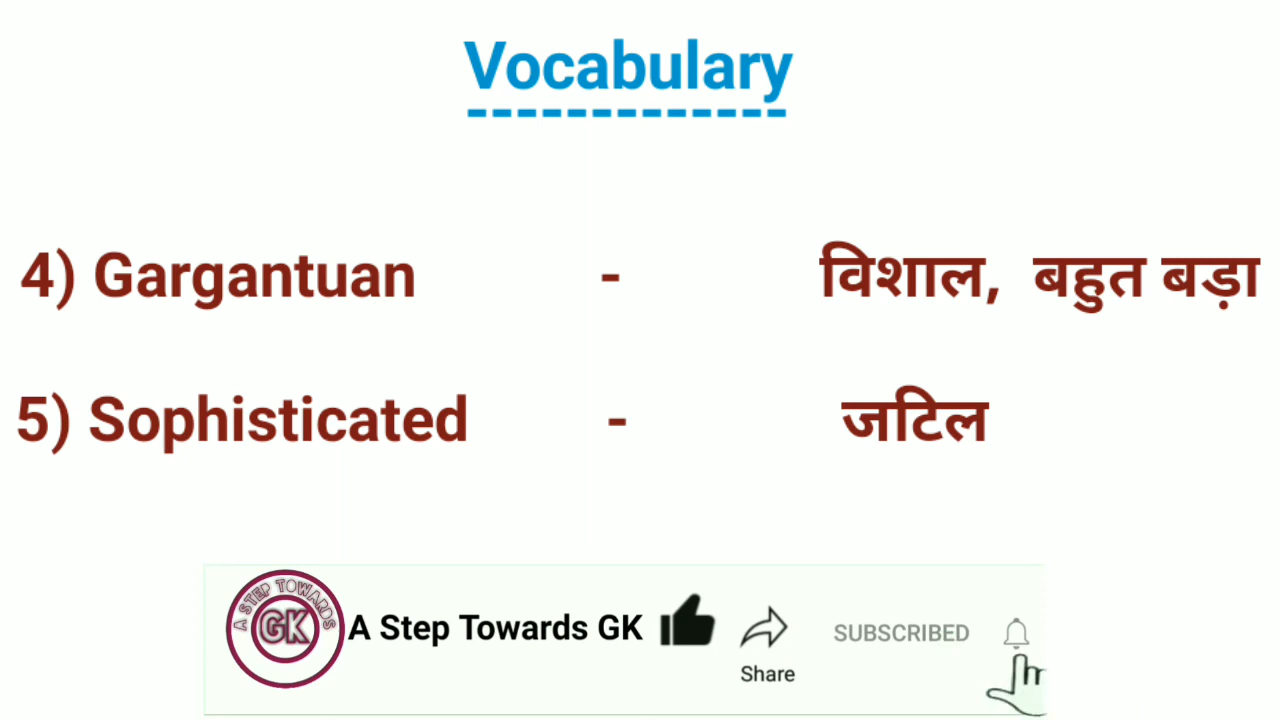 Vocabulary
-------------
4) Gargantuan - विशाल, बहुत बड़ा
5) Sophisticated - जटिल
A STEP TOWARDS
GK
A Step Towards GK
Share
SUBSCRIBED